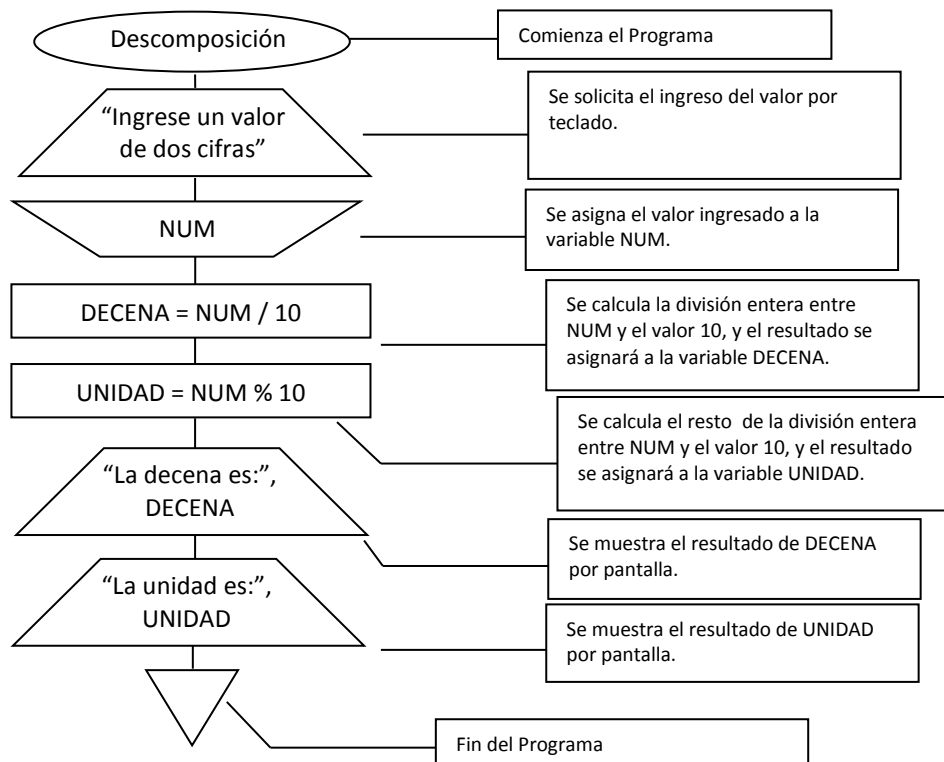 Descomposición
Comienza el Programa
“Ingrese un valor
de dos cifras”
Se solicita el ingreso del valor por
teclado.
NUM
Se asigna el valor ingresado a la
variable NUM.
DECENA = NUM / 10
Se calcula la división entera entre
NUM y el valor 10, y el resultado se
asignará a la variable DECENA.
UNIDAD = NUM % 10
Se calcula el resto de la división entera
entre NUM y el valor 10, y el resultado
se asignará a la variable UNIDAD.
“La decena es:”,
DECENA
Se muestra el resultado de DECENA
por pantalla.
“La unidad es:”,
UNIDAD
Se muestra el resultado de UNIDAD
por pantalla.
Fin del Programa